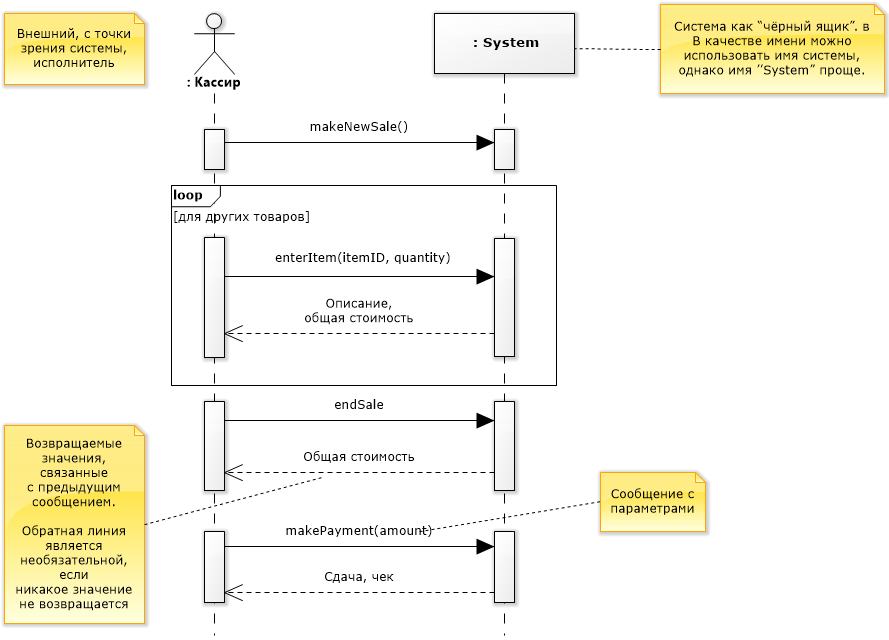 Внешний, с точки
зрения системы,
исполнитель
: Кассир
: System
Система как “чёрный ящик”. в
В качестве имени можно
использовать имя системы,
однако имя ’’System” проще.
makeNewSale()
loop
[для других товаров]
enterItem(itemID, quantity)
Описание,
общая стоимость
endSale
Общая стоимость
Возвращаемые
значения,
связанные
с предыдущим
сообщением.
Обратная линия
является
необязательной,
если
никакое значение
не возвращается
makePayment(amount)
Сообщение с
параметрами
Сдача, чек